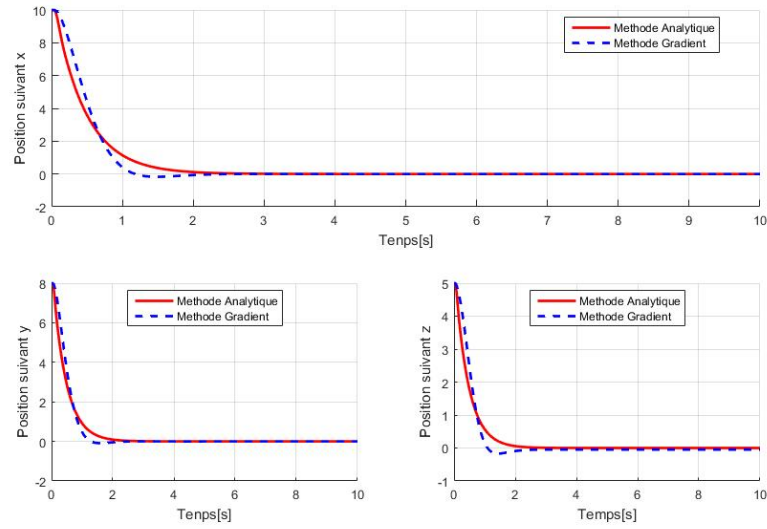 10
8
6
4
2
0
-2
Position suivant x
Methode Analytique
Methode Gradient
0 1 2 3 4 5 6 7 8 9 10
Tenps[s]
8
6
4
2
0
-2
Position suivant y
Methode Analytique
Methode Gradient
0 2 4 6 8 10
Tenps[s]
5
4
3
2
1
0
-1
Position suivant z
Methode Analytique
Methode Gradient
0 2 4 6 8 10
Temps[s]